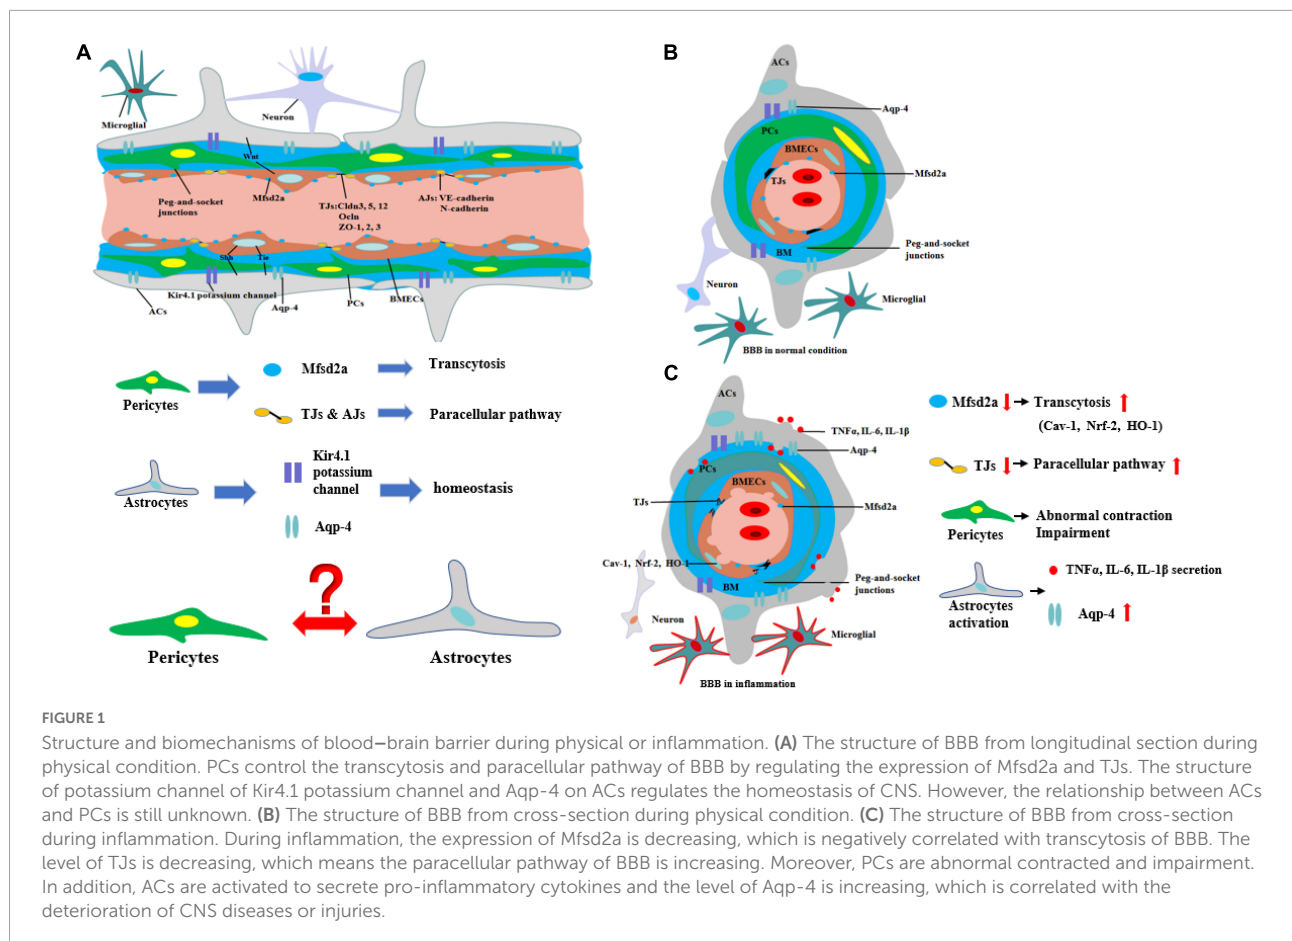 A
Microglial
Neuron
Wnt
Peg-and-socket
junctions
Mfsd2a
TJs:Cldn3, 5, 12
Ocln
ZO-1, 2, 3
AJs: VE-cadherin
N-cadherin
Shh
Tie
Kir4.1 potassium channel
ACs
Aqp-4
PCs
BMECs
Pericytes
Mfsd2a
Transcytosis
TJs & AJs
Paracellular pathway
Astrocytes
Kir4.1
potassium
channel
homeostasis
Aqp-4
?
Pericytes
Astrocytes
B
ACs
Aqp-4
PCs
BMECs
Mfsd2a
TJs
Peg-and-socket
junctions
BM
Neuron
Microglial
BBB in normal condition
C
ACs
TNFα, IL-6, IL-1β
Aqp-4
PCs
BMECs
TJs
Mfsd2a
Cav-1, Nrf-2, HO-1
Peg-and-socket
junctions
BM
Neuron
Microglial
BBB in inflammation
Mfsd2a
Transcytosis
(Cav-1, Nrf-2, HO-1)
TJs
Paracellular pathway
Pericytes
Abnormal contraction
Impairment
Astrocytes
activation
TNFα, IL-6, IL-1β secretion
Aqp-4
FIGURE 1
Structure and biomechanisms of blood–brain barrier during physical or inflammation. (A) The structure of BBB from longitudinal section during
physical condition. PCs control the transcytosis and paracellular pathway of BBB by regulating the expression of Mfsd2a and TJs. The structure
of potassium channel of Kir4.1 potassium channel and Aqp-4 on ACs regulates the homeostasis of CNS. However, the relationship between ACs
and PCs is still unknown. (B) The structure of BBB from cross-section during physical condition. (C) The structure of BBB from cross-section
during inflammation. During inflammation, the expression of Mfsd2a is decreasing, which is negatively correlated with transcytosis of BBB. The
level of TJs is decreasing, which means the paracellular pathway of BBB is increasing. Moreover, PCs are abnormal contracted and impairment.
In addition, ACs are activated to secrete pro-inflammatory cytokines and the level of Aqp-4 is increasing, which is correlated with the
deterioration of CNS diseases or injuries.